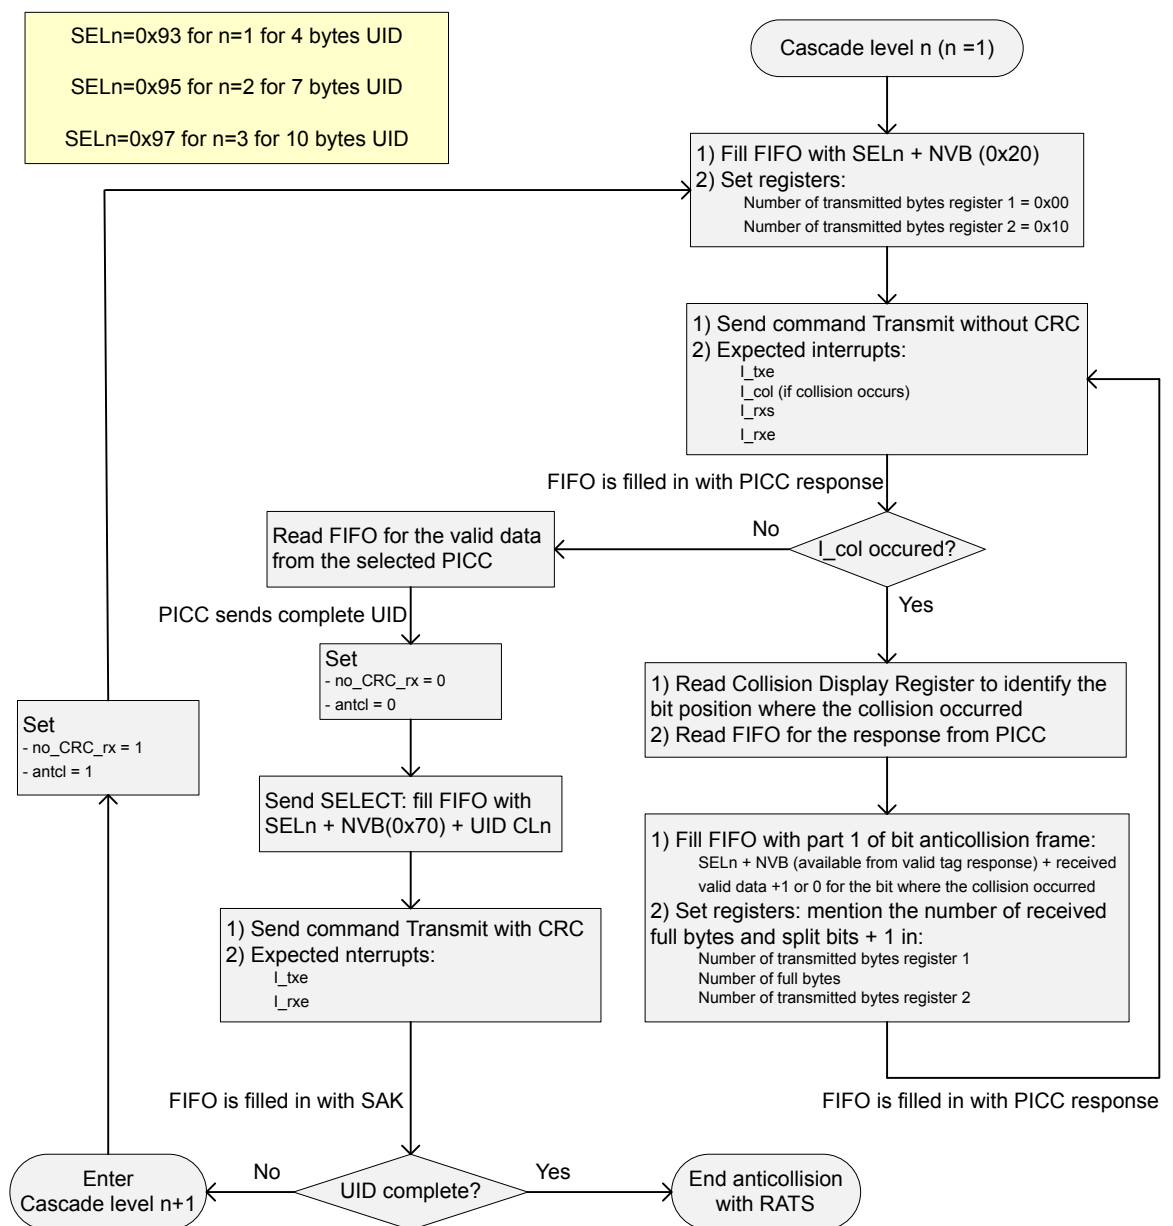 SELn=0x93 for n=1 for 4 bytes UID
SELn=0x95 for n=2 for 7 bytes UID
SELn=0x97 for n=3 for 10 bytes UID
Cascade level n (n =1)
1) Fill FIFO with SELn + NVB (0x20)
2) Set registers:
Number of transmitted bytes register 1 = 0x00
Number of transmitted bytes register 2 = 0x10
1) Send command Transmit without CRC
2) Expected interrupts:
I_txe
I_col (if collision occurs)
I_rxs
I_rxe
FIFO is filled in with PICC response
I_col occured?
No
Yes
Read FIFO for the valid data
from the selected PICC
PICC sends complete UID
Set
- no_CRC_rx = 0
- antcl = 0
Set
- no_CRC_rx = 1
- antcl = 1
1) Read Collision Display Register to identify the
bit position where the collision occurred
2) Read FIFO for the response from PICC
Send SELECT: fill FIFO with
SELn + NVB(0x70) + UID CLn
1) Fill FIFO with part 1 of bit anticollision frame:
SELn + NVB (available from valid tag response) + received
valid data +1 or 0 for the bit where the collision occurred
2) Set registers: mention the number of received
full bytes and split bits + 1 in:
Number of transmitted bytes register 1
Number of full bytes
Number of transmitted bytes register 2
1) Send command Transmit with CRC
2) Expected nterrupts:
I_txe
I_rxe
FIFO is filled in with SAK
FIFO is filled in with PICC response
UID complete?
No
Yes
Enter
Cascade level n+1
End anticollision
with RATS